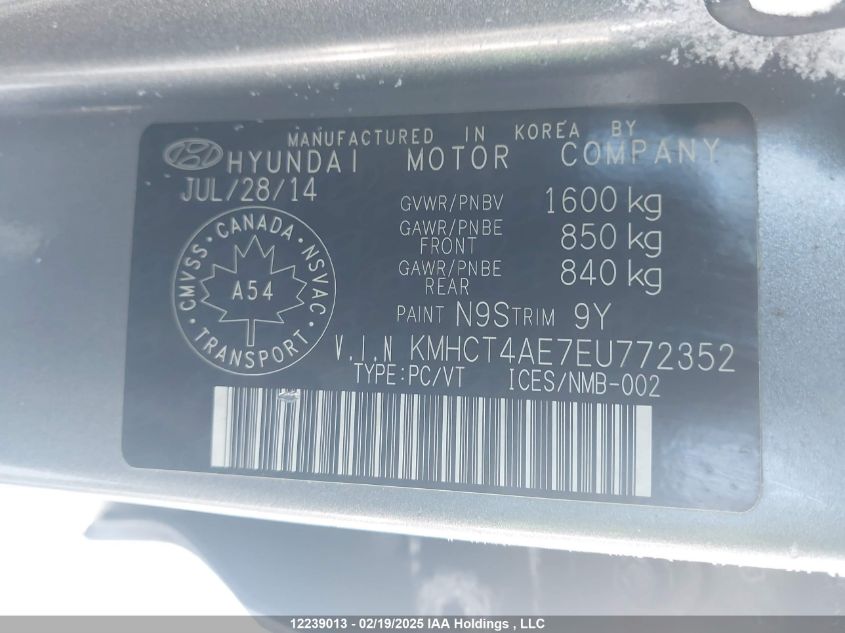 MANUFACTURED IN KOREA BY
HYUNDAI MOTOR COMPANY
JUL/28/14
GVWR/PNBV 1600 kg
GAWR/PNBE FRONT 850 kg
GAWR/PNBE REAR 840 kg
CMVSS · CANADA · NSVAC · TRANSPORT ·
A54
PAINT N9S TRIM 9Y
V.I.N KMHCT4AE7EU772352
TYPE:PC/VT ICES/NMB-002
12239013 - 02/19/2025 IAA Holdings, LLC